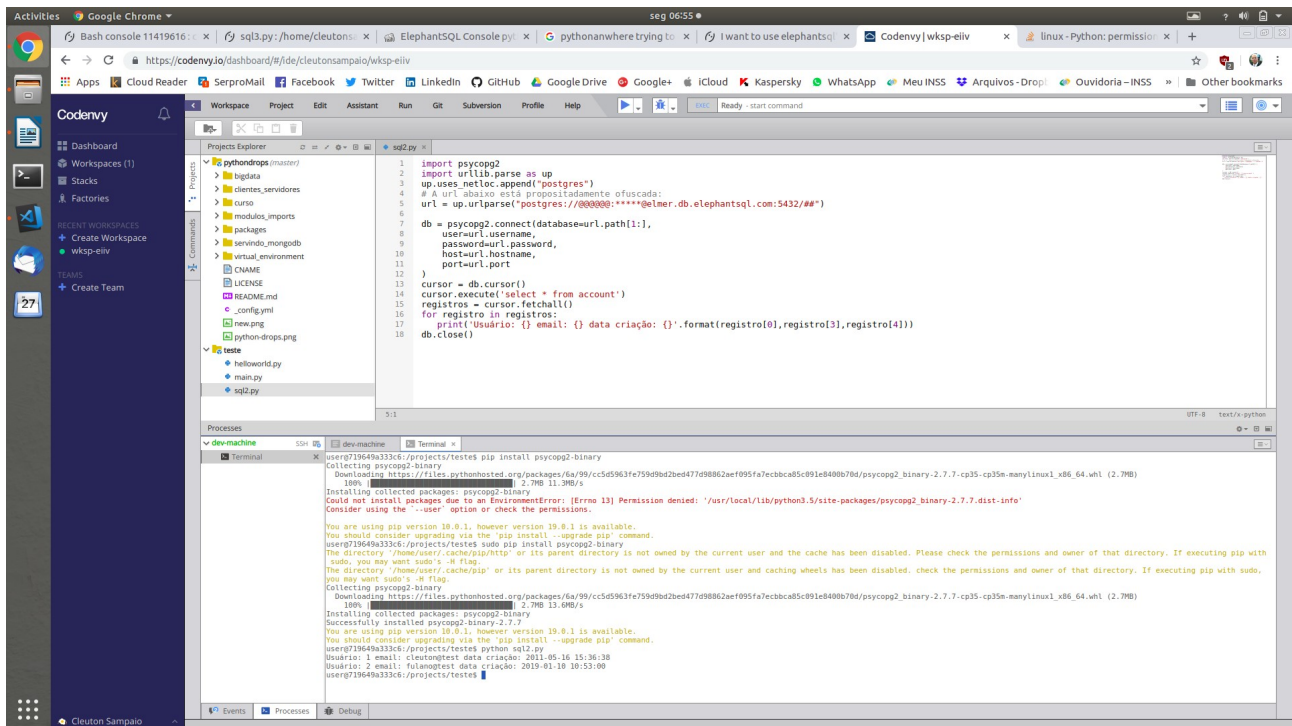 Activities Google Chrome seg 06:55
Bash console 11419616: sql3.py : /home/cleutons ElephantSQL Console pyt pythonanwhere trying to I want to use elephantsql Codenvy | wksp-eiiv linux - Python: permission
https://codenvy.io/dashboard/#/ide/cleutonsampaio/wksp-eiiv
Apps Cloud Reader SerproMail Facebook Twitter LinkedIn GitHub Google Drive Google+ iCloud Kaspersky WhatsApp Meu INSS Arquivos - Drop Ouvidoria – INSS » Other bookmarks
Codenvy
Dashboard
Workspaces (1)
Stacks
Factories
RECENT WORKSPACES
Create Workspace
wksp-eiiv
TEAMS
Create Team
27
Cleuton Sampaio
Workspace Project Edit Assistant Run Git Subversion Profile Help EXEC Ready - start command
Projects Explorer
Projects
Commands
pythondrops (master)
bigdata
clientes_servidores
curso
modulos_imports
packages
servindo_mongodb
virtual_environment
CNAME
LICENSE
README.md
_config.yml
new.png
python-drops.png
teste
helloworld.py
main.py
sql2.py
sql2.py
1 import psycopg2
2 import urllib.parse as up
3 up.uses_netloc.append("postgres")
4 # A url abaixo está propositadamente ofuscada:
5 url = up.urlparse("postgres://@@@@@@:*****@elmer.db.elephantsql.com:5432/##")
6
7 db = psycopg2.connect(database=url.path[1:],
8 user=url.username,
9 password=url.password,
10 host=url.hostname,
11 port=url.port
12 )
13 cursor = db.cursor()
14 cursor.execute('select * from account')
15 registros = cursor.fetchall()
16 for registro in registros:
17 print('Usuário: {} email: {} data criação: {}'.format(registro[0],registro[3],registro[4]))
18 db.close()
5:1 UTF-8 text/x-python
Processes
dev-machine SSH
Terminal
dev-machine Terminal
user@719649a333c6:/projects/teste$ pip install psycopg2-binary
Collecting psycopg2-binary
Downloading https://files.pythonhosted.org/packages/6a/99/cc5d5963fe759d9bd2bed477d98862aef095fa7ecbbca85c091e8400b70d/psycopg2_binary-2.7.7-cp35-cp35m-manylinux1_x86_64.whl (2.7MB)
100% | | 2.7MB 11.3MB/s
Installing collected packages: psycopg2-binary
Could not install packages due to an EnvironmentError: [Errno 13] Permission denied: '/usr/local/lib/python3.5/site-packages/psycopg2_binary-2.7.7.dist-info'
Consider using the `--user` option or check the permissions.
You are using pip version 10.0.1, however version 19.0.1 is available.
You should consider upgrading via the 'pip install --upgrade pip' command.
user@719649a333c6:/projects/teste$ sudo pip install psycopg2-binary
The directory '/home/user/.cache/pip/http' or its parent directory is not owned by the current user and the cache has been disabled. Please check the permissions and owner of that directory. If executing pip with
sudo, you may want sudo's -H flag.
The directory '/home/user/.cache/pip' or its parent directory is not owned by the current user and caching wheels has been disabled. check the permissions and owner of that directory. If executing pip with sudo,
you may want sudo's -H flag.
Collecting psycopg2-binary
Downloading https://files.pythonhosted.org/packages/6a/99/cc5d5963fe759d9bd2bed477d98862aef095fa7ecbbca85c091e8400b70d/psycopg2_binary-2.7.7-cp35-cp35m-manylinux1_x86_64.whl (2.7MB)
100% | | 2.7MB 13.6MB/s
Installing collected packages: psycopg2-binary
Successfully installed psycopg2-binary-2.7.7
You are using pip version 10.0.1, however version 19.0.1 is available.
You should consider upgrading via the 'pip install --upgrade pip' command.
user@719649a333c6:/projects/teste$ python sql2.py
Usuário: 1 email: cleuton@test data criação: 2011-05-16 15:36:38
Usuário: 2 email: fulano@test data criação: 2019-01-10 10:53:00
user@719649a333c6:/projects/teste$
Events Processes Debug